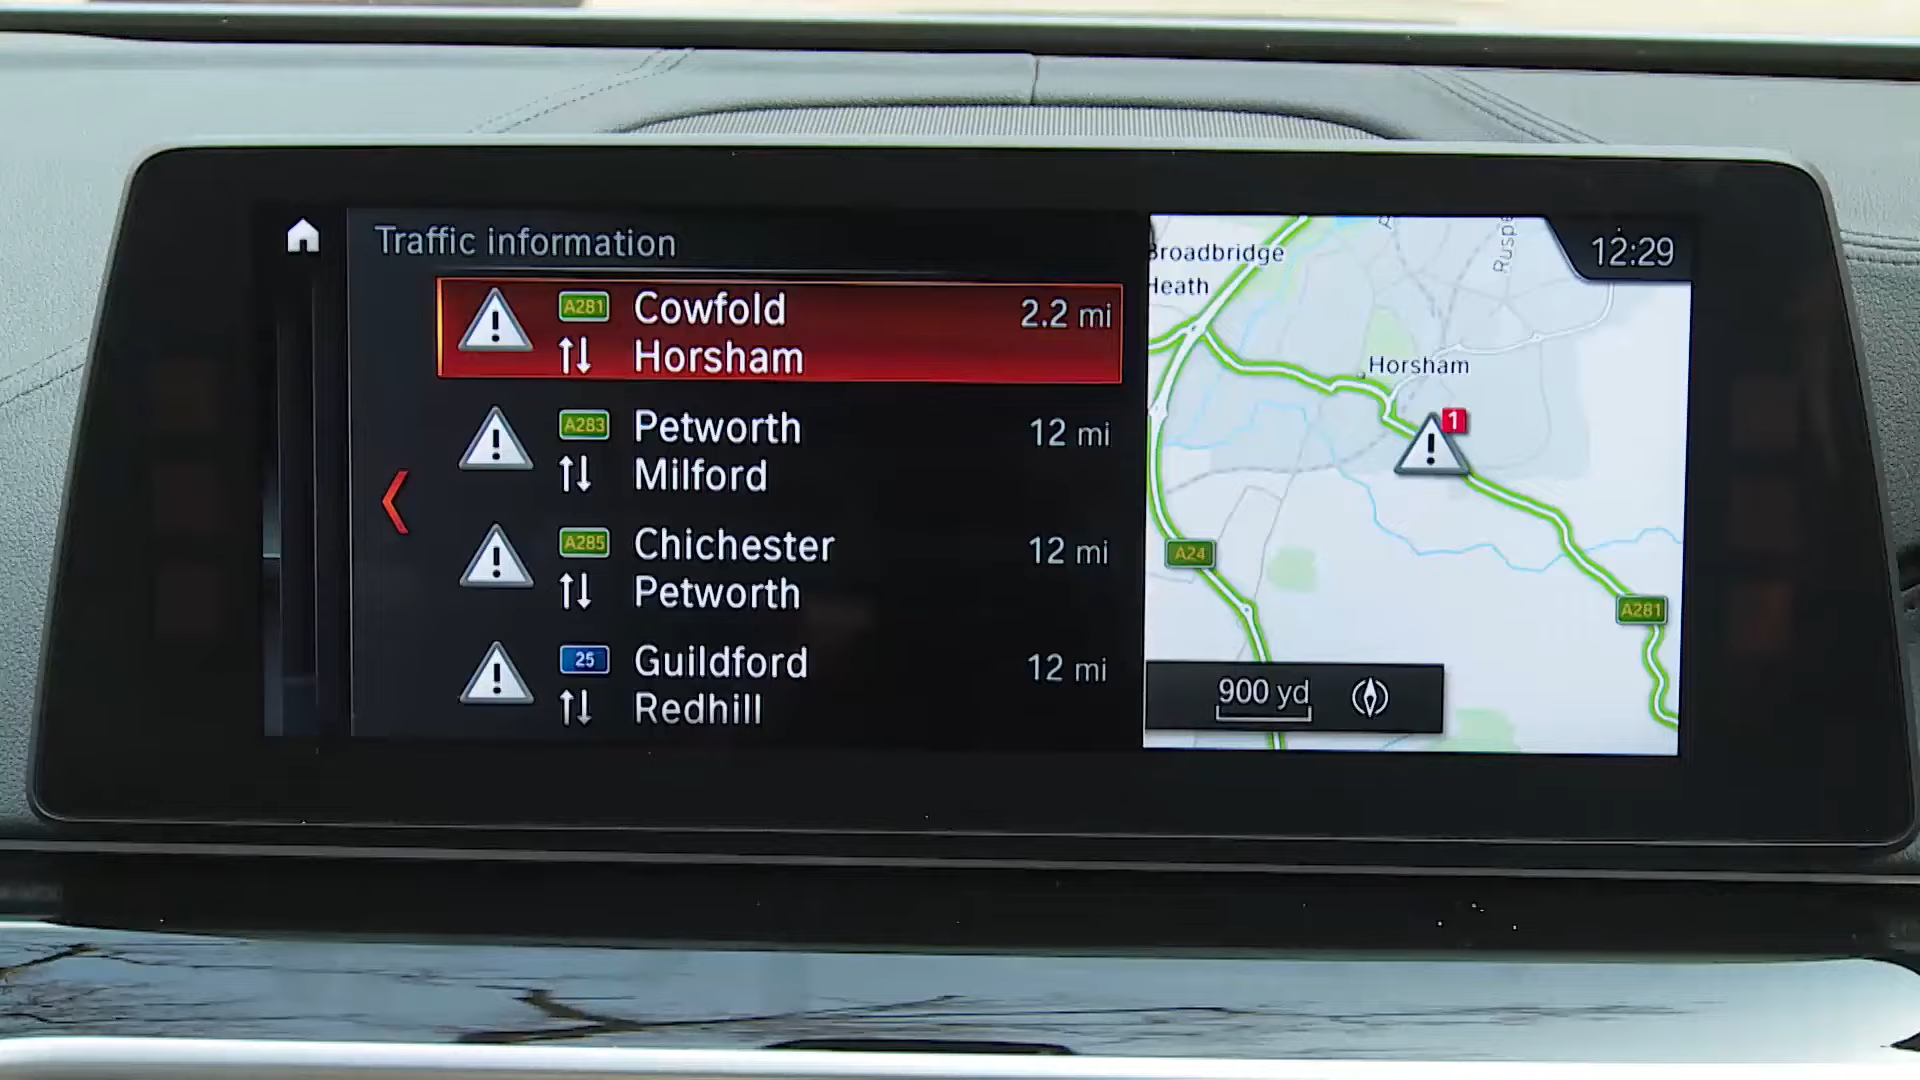 Traffic information
A281 Cowfold 2.2 mi
Horsham
A283 Petworth 12 mi
Milford
A285 Chichester 12 mi
Petworth
25 Guildford 12 mi
Redhill
12:29
Broadbridge
Heath
Horsham
1
A24
A281
900 yd